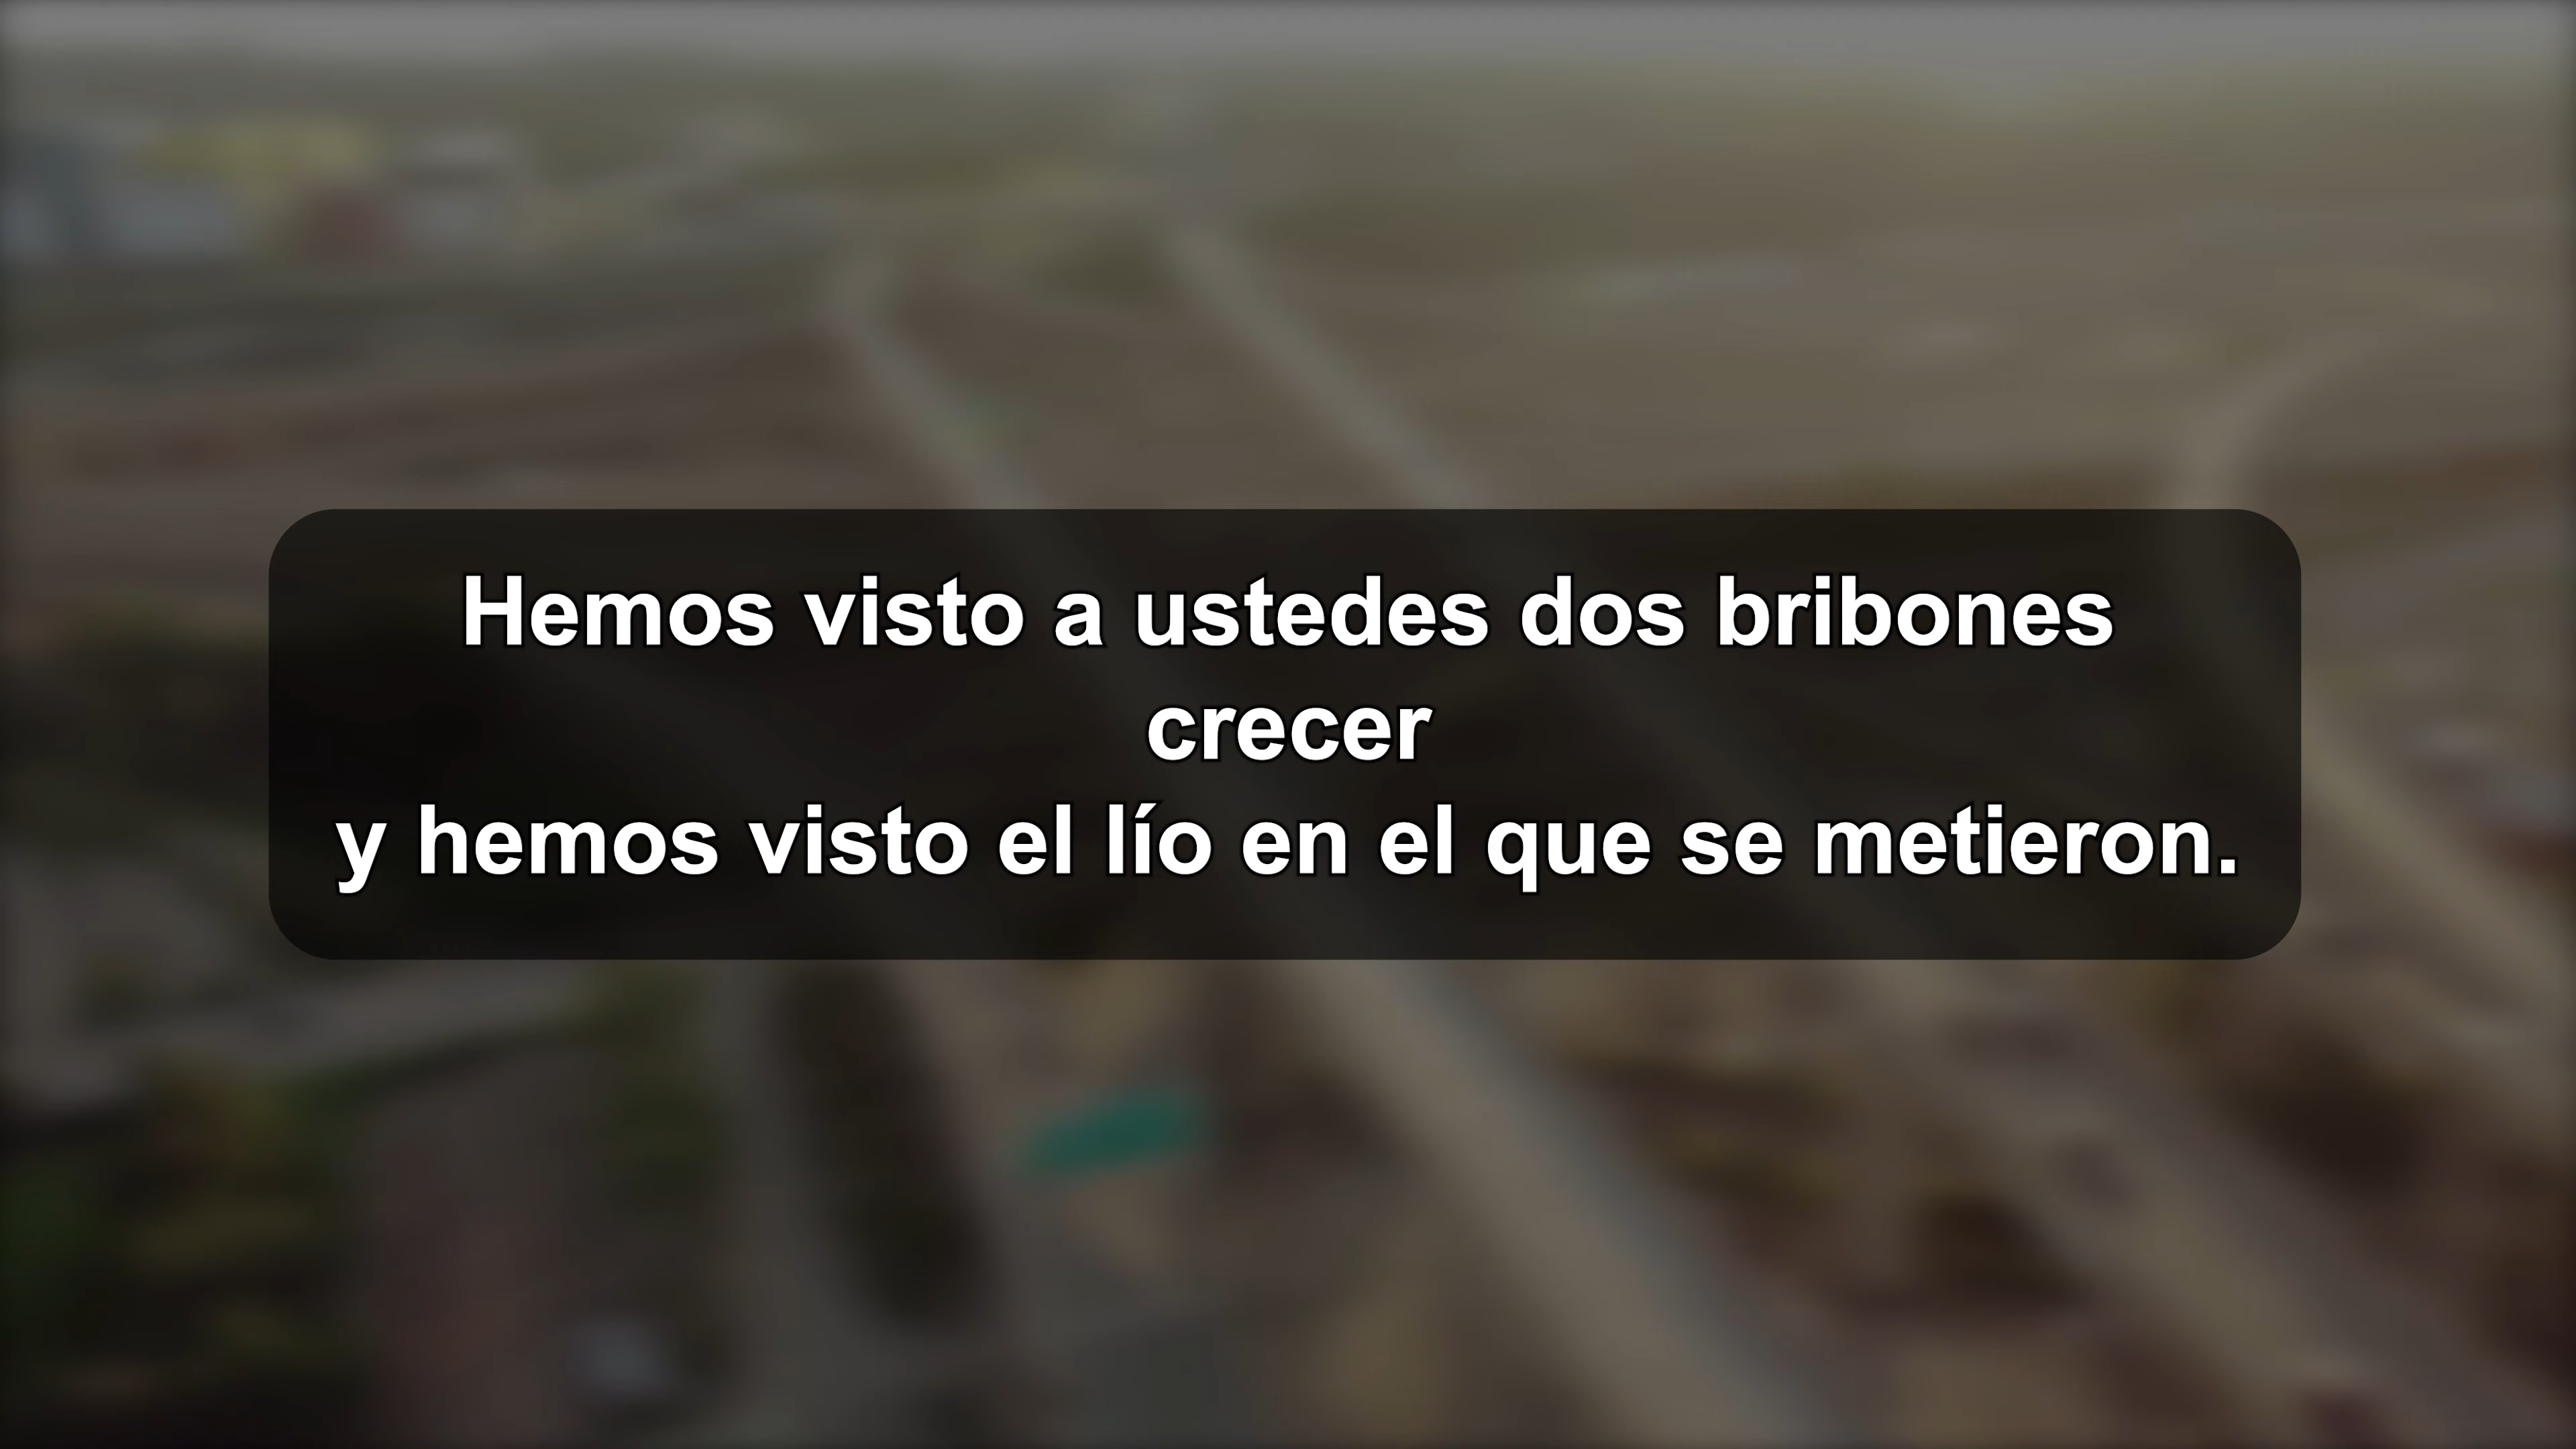 Hemos visto a ustedes dos bribones
crecer
y hemos visto el lío en el que se metieron.